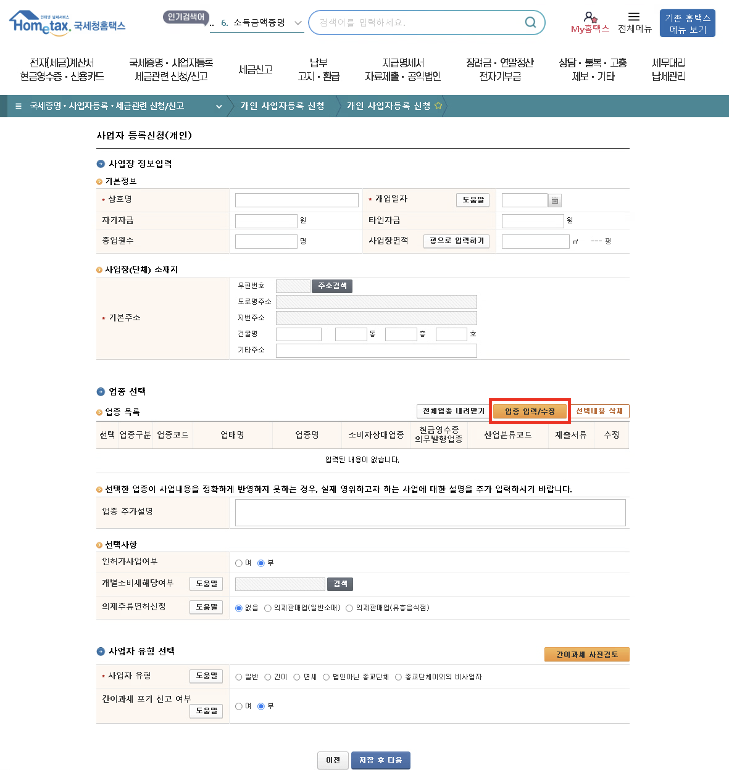 Hometax. 국세청홈택스
인기검색어
.. 6. 소득금액증명
검색어를 입력하세요.
My홈택스
전체메뉴
기존 홈택스
메뉴 보기
전자(세금)계산서
현금영수증·신용카드
국세증명·사업자등록
세금관련 신청/신고
세금신고
납부
고지·환급
지급명세서
자료제출·공익법인
장려금·연말정산
전자기부금
상담·불복·고충
제보·기타
세무대리
납세관리
국세증명·사업자등록·세금관련 신청/신고
개인 사업자등록 신청
개인 사업자등록 신청
사업자 등록신청(개인)
사업장 정보입력
기본정보
상호명
개업일자
도움말
자기자금
원
타인자금
원
종업원수
명
사업장면적
평으로 입력하기
㎡ --- 평
사업장(단체) 소재지
기본주소
우편번호
주소검색
도로명주소
지번주소
건물명
동
층
호
기타주소
업종 선택
업종 목록
전체업종 내려받기
업종 입력/수정
선택내용 삭제
선택 업종구분 업종코드 업태명 업종명 소비자상대업종 현금영수증 의무발행업종 산업분류코드 제출서류 수정
입력된 내용이 없습니다.
선택한 업종이 사업내용을 정확하게 반영하지 못하는 경우, 실제 영위하고자 하는 사업에 대한 설명을 추가 입력하시기 바랍니다.
업종 추가설명
선택사항
인허가사업여부
여 부
개별소비세해당여부
도움말
검색
의제주류면허신청
도움말
없음 의제판매업(일반소매) 의제판매업(유흥음식점)
사업자 유형 선택
간이과세 사전검토
사업자 유형
도움말
일반 간이 면세 법인아닌 종교단체 종교단체이외의 비사업자
간이과세 포기 신고 여부
도움말
여 부
이전
저장 후 다음